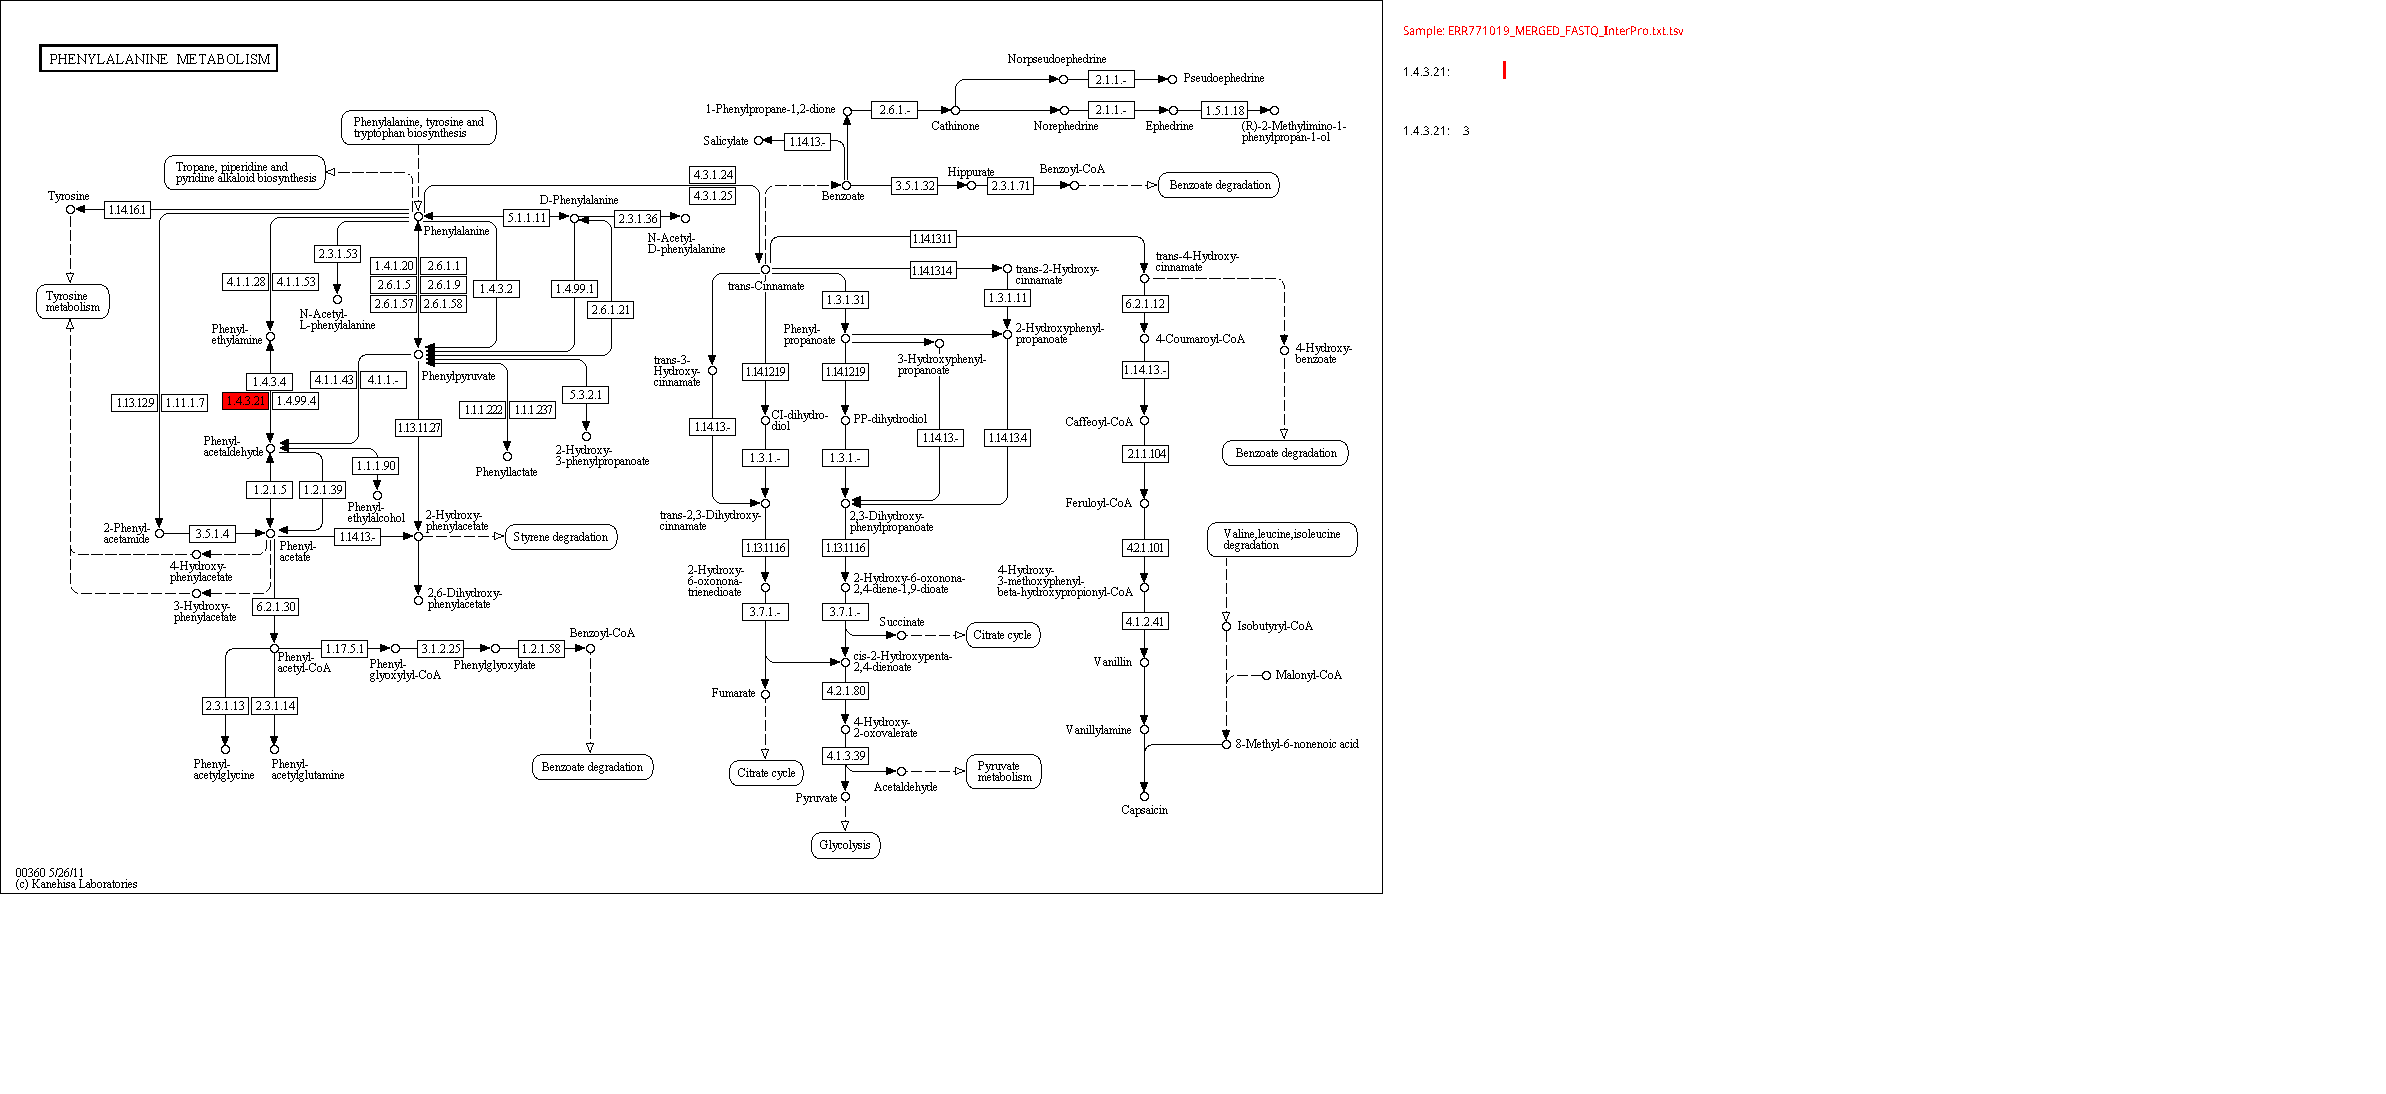 PHENYLALANINE METABOLISM
Sample: ERR771019_MERGED_FASTQ_InterPro.txt.tsv
1.4.3.21:
1.4.3.21: 3
Norpseudoephedrine
2.1.1.-
Pseudoephedrine
1-Phenylpropane-1,2-dione
2.6.1.-
Cathinone
Norephedrine
2.1.1.-
Ephedrine
1.5.1.18
(R)-2-Methylimino-1-
phenylpropan-1-ol
Phenylalanine, tyrosine and
tryptophan biosynthesis
Salicylate
1.14.13.-
Tropane, piperidine and
pyridine alkaloid biosynthesis
4.3.1.24
4.3.1.25
Benzoate
3.5.1.32
Hippurate
2.3.1.71
Benzoyl-CoA
Benzoate degradation
Tyrosine
1.14.16.1
Phenylalanine
5.1.1.11
D-Phenylalanine
2.3.1.36
N-Acetyl-
D-phenylalanine
2.3.1.53
1.4.1.20
2.6.1.1
2.6.1.5
2.6.1.9
2.6.1.57
2.6.1.58
1.4.3.2
1.4.99.1
2.6.1.21
4.1.1.28
4.1.1.53
N-Acetyl-
L-phenylalanine
Tyrosine
metabolism
1.14.1311
1.14.1314
trans-Cinnamate
trans-2-Hydroxy-
cinnamate
trans-4-Hydroxy-
cinnamate
1.3.1.31
1.3.1.11
6.2.1.12
Phenyl-
ethylamine
Phenyl-
propanoate
2-Hydroxyphenyl-
propanoate
4-Coumaroyl-CoA
4-Hydroxy-
benzoate
3-Hydroxyphenyl-
propanoate
trans-3-
Hydroxy-
cinnamate
Phenylpyruvate
1.4.3.4
4.1.1.43
4.1.1.-
1.4.3.21
1.4.99.4
1.13.129
1.11.1.7
5.3.2.1
1.1.1.222
1.1.1.237
1.13.11.27
1.14.1219
1.14.1219
1.14.13.-
CI-dihydro-
diol
PP-dihydrodiol
Caffeoyl-CoA
1.14.13.-
1.14.13.-
1.14.13.4
Phenyl-
acetaldehyde
1.1.1.90
Phenyllactate
2-Hydroxy-
3-phenylpropanoate
1.3.1.-
1.3.1.-
2.1.1.104
Benzoate degradation
1.2.1.5
1.2.1.39
Phenyl-
ethylalcohol
trans-2,3-Dihydroxy-
cinnamate
2,3-Dihydroxy-
phenylpropanoate
Feruloyl-CoA
2-Phenyl-
acetamide
3.5.1.4
Phenyl-
acetate
1.14.13.-
2-Hydroxy-
phenylacetate
Styrene degradation
Valine,leucine,isoleucine
degradation
1.13.1116
1.13.1116
4.2.1.101
4-Hydroxy-
phenylacetate
3-Hydroxy-
phenylacetate
2,6-Dihydroxy-
phenylacetate
2-Hydroxy-
6-oxonona-
trienedioate
2-Hydroxy-6-oxonona-
2,4-diene-1,9-dioate
4-Hydroxy-
3-methoxyphenyl-
beta-hydroxypropionyl-CoA
6.2.1.30
3.7.1.-
3.7.1.-
4.1.2.41
Isobutyryl-CoA
Succinate
Citrate cycle
Phenyl-
acetyl-CoA
1.17.5.1
Phenyl-
glyoxylyl-CoA
3.1.2.25
Phenylglyoxylate
1.2.1.58
Benzoyl-CoA
cis-2-Hydroxypenta-
2,4-dienoate
Vanillin
Malonyl-CoA
Fumarate
4.2.1.80
2.3.1.13
2.3.1.14
4-Hydroxy-
2-oxovalerate
Vanillylamine
8-Methyl-6-nonenoic acid
Phenyl-
acetylglycine
Phenyl-
acetylglutamine
Benzoate degradation
Citrate cycle
4.1.3.39
Acetaldehyde
Pyruvate
metabolism
Pyruvate
Capsaicin
Glycolysis
00360 5/26/11
(c) Kanehisa Laboratories